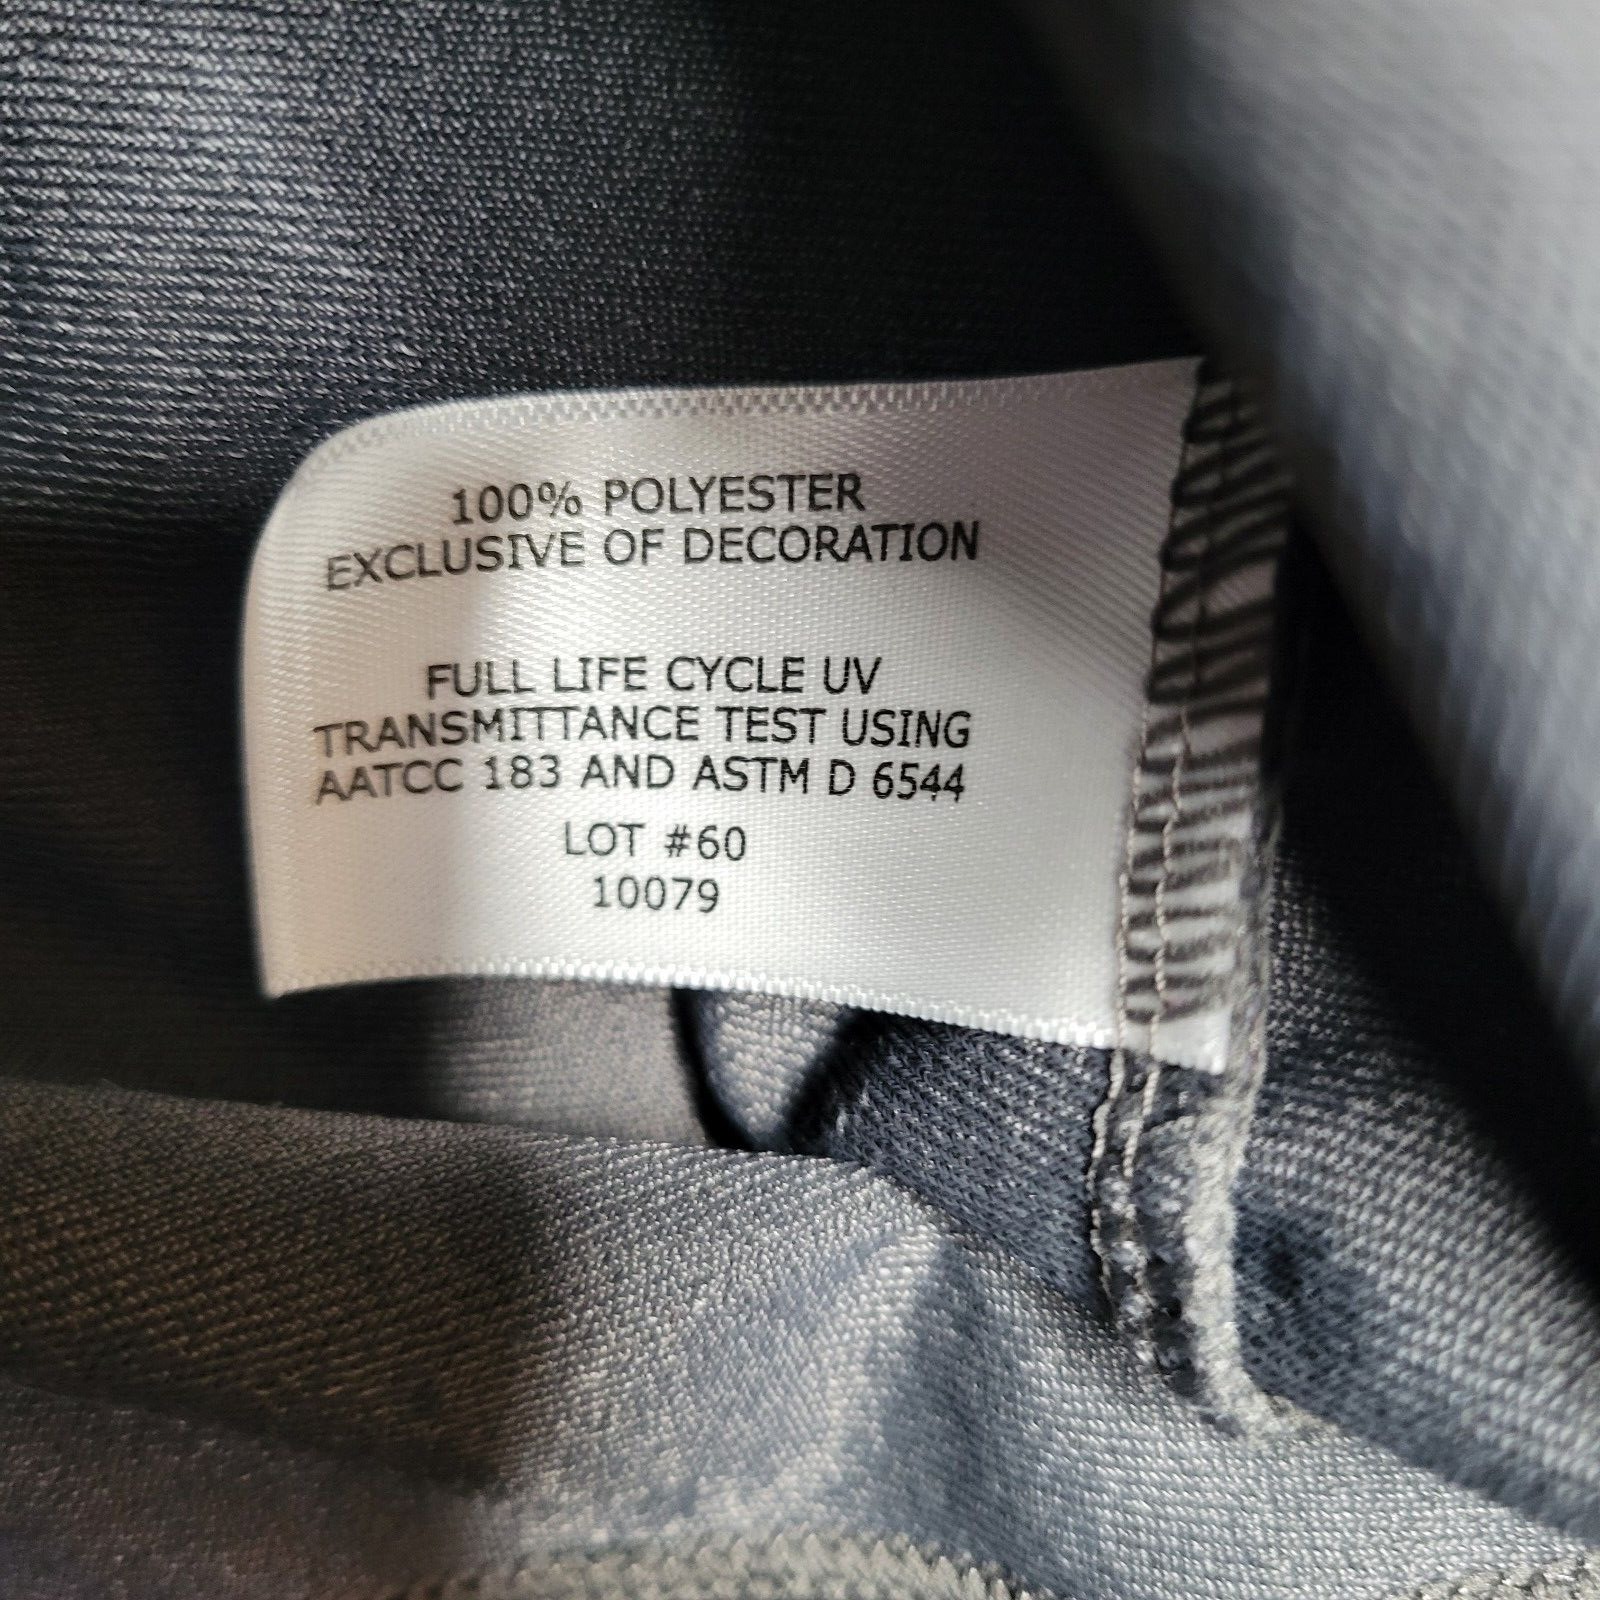 100% POLYESTER
EXCLUSIVE OF DECORATION
FULL LIFE CYCLE UV
TRANSMITTANCE TEST USING
AATCC 183 AND ASTM D 6544
LOT #60
10079